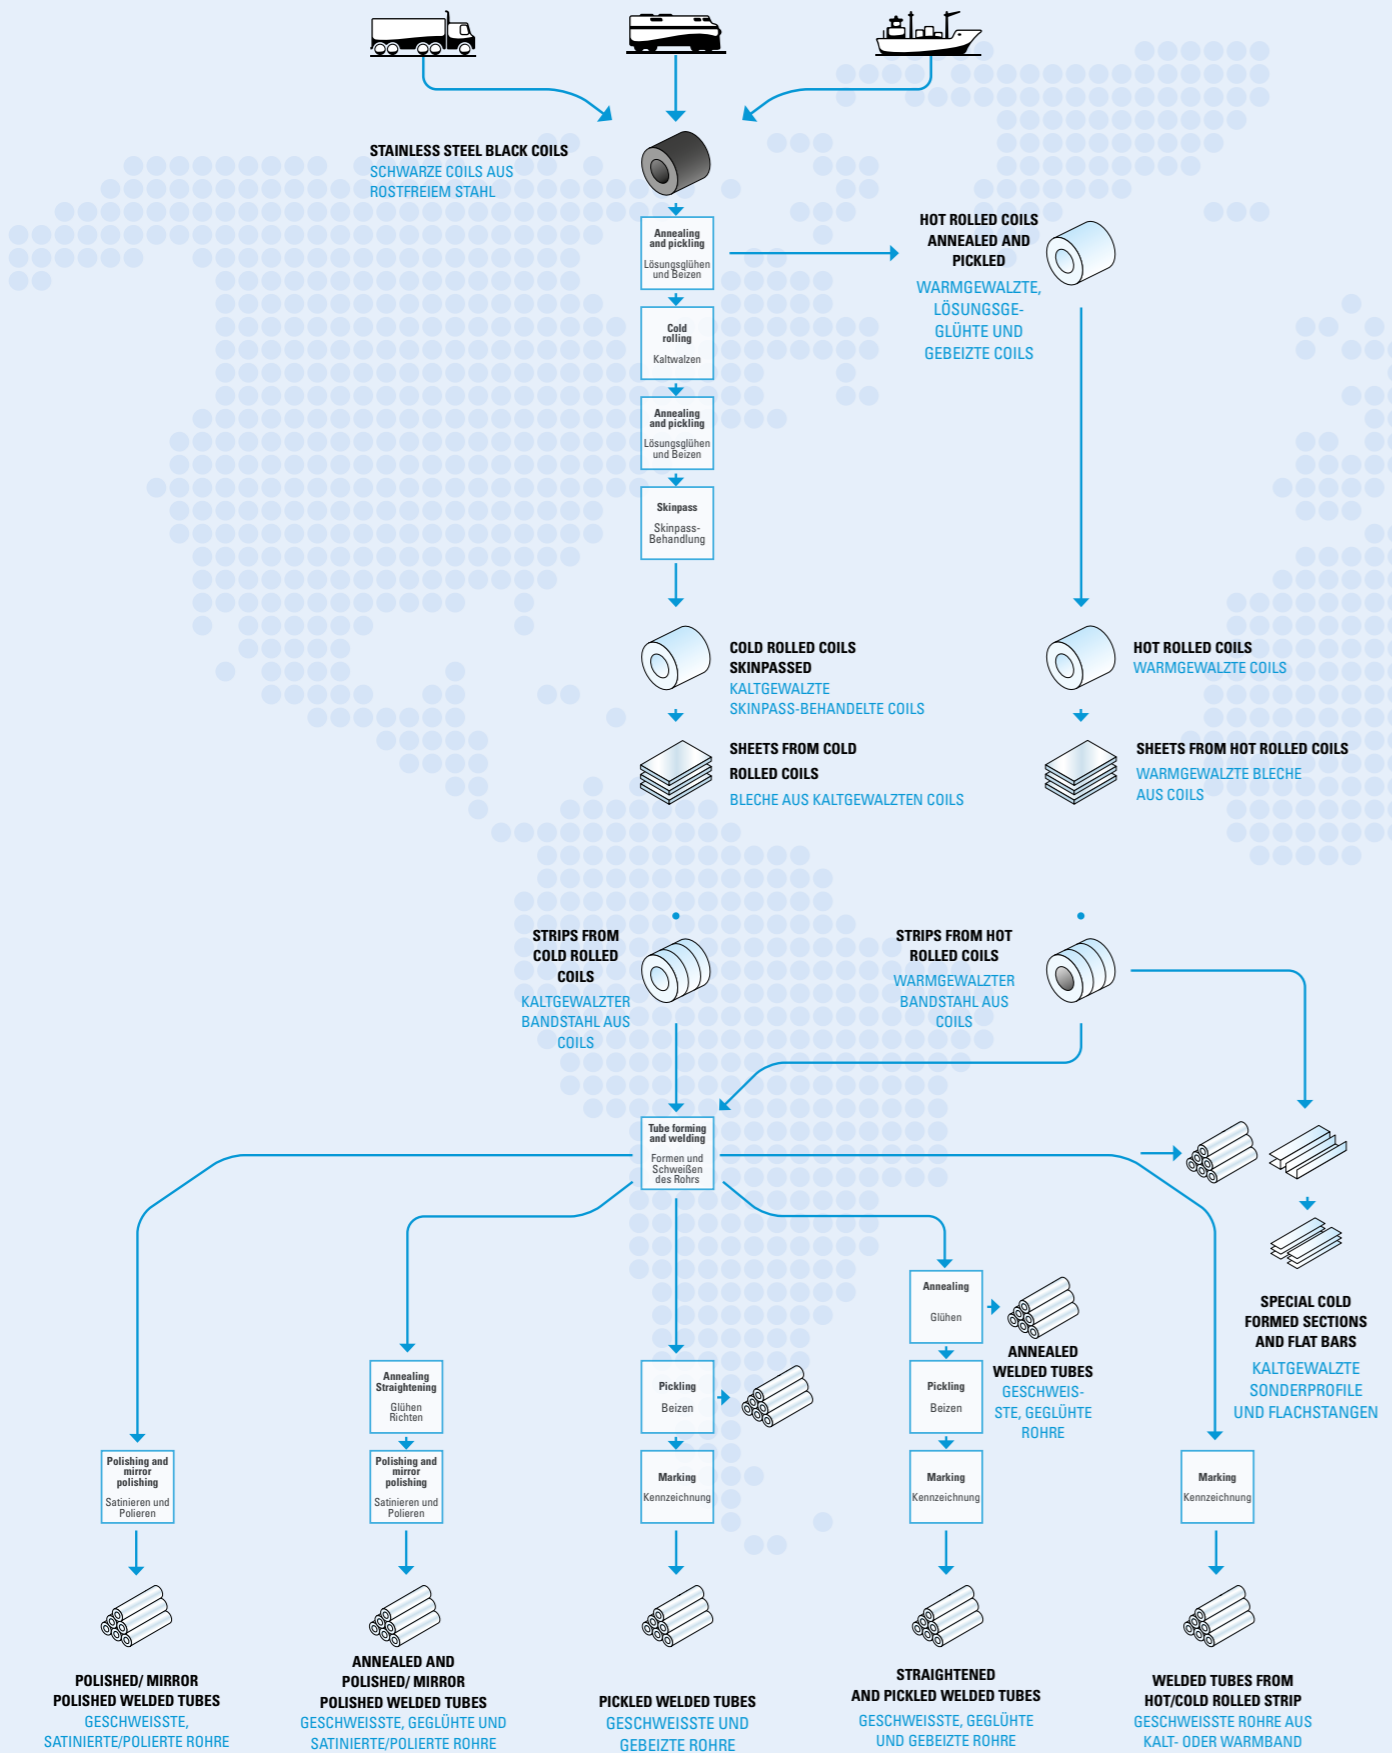 STAINLESS STEEL BLACK COILS
SCHWARZE COILS AUS
ROSTFREIEM STAHL
Annealing
and pickling
Lösungsglühen
und Beizen
HOT ROLLED COILS
ANNEALED AND
PICKLED
WARMGEWALZTE,
LÖSUNGSGE-
GLÜHTE UND
GEBEIZTE COILS
Cold
rolling
Kaltwalzen
Annealing
and pickling
Lösungsglühen
und Beizen
Skinpass
Skinpass-
Behandlung
COLD ROLLED COILS
SKINPASSED
KALTGEWALZTE
SKINPASS-BEHANDELTE COILS
HOT ROLLED COILS
WARMGEWALZTE COILS
SHEETS FROM COLD
ROLLED COILS
BLECHE AUS KALTGEWALZTEN COILS
SHEETS FROM HOT ROLLED COILS
WARMGEWALZTE BLECHE
AUS COILS
STRIPS FROM
COLD ROLLED
COILS
KALTGEWALZTER
BANDSTAHL AUS
COILS
STRIPS FROM HOT
ROLLED COILS
WARMGEWALZTER
BANDSTAHL AUS
COILS
Tube forming
and welding
Formen und
Schweißen
des Rohrs
Annealing
Glühen
ANNEALED
WELDED TUBES
GESCHWEIS-
STE, GEGLÜHTE
ROHRE
SPECIAL COLD
FORMED SECTIONS
AND FLAT BARS
KALTGEWALZTE
SONDERPROFILE
UND FLACHSTANGEN
Annealing
Straightening
Glühen
Richten
Pickling
Beizen
Pickling
Beizen
Polishing and
mirror
polishing
Satinieren und
Polieren
Polishing and
mirror
polishing
Satinieren und
Polieren
Marking
Kennzeichnung
Marking
Kennzeichnung
Marking
Kennzeichnung
POLISHED/ MIRROR
POLISHED WELDED TUBES
GESCHWEISSTE,
SATINIERTE/POLIERTE ROHRE
ANNEALED AND
POLISHED/ MIRROR
POLISHED WELDED TUBES
GESCHWEISSTE, GEGLÜHTE UND
SATINIERTE/POLIERTE ROHRE
PICKLED WELDED TUBES
GESCHWEISSTE UND
GEBEIZTE ROHRE
STRAIGHTENED
AND PICKLED WELDED TUBES
GESCHWEISSTE, GEGLÜHTE
UND GEBEIZTE ROHRE
WELDED TUBES FROM
HOT/COLD ROLLED STRIP
GESCHWEISSTE ROHRE AUS
KALT- ODER WARMBAND